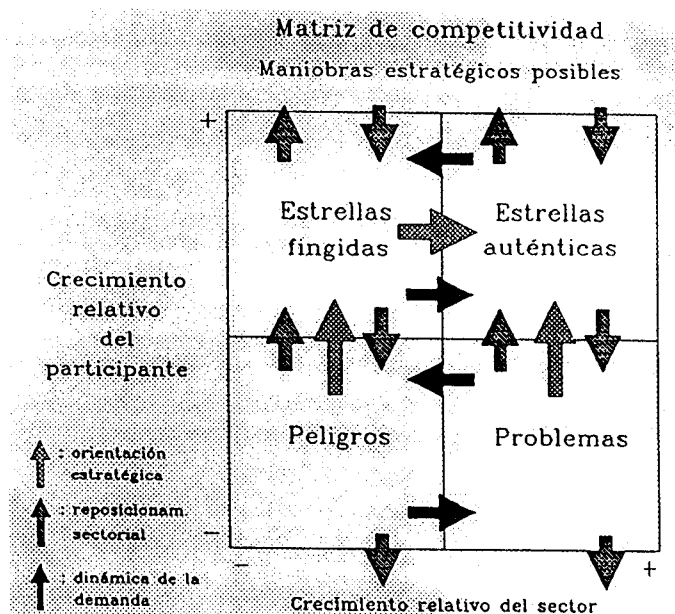 Matriz de competitividad
Maniobras estratégicos posibles
+
Estrellas
fingidas
Estrellas
auténticas
Crecimiento
relativo
del
participante
Peligros
Problemas
: orientación
estratégica
: reposicionam.
sectorial
: dinámica de la
demanda
−
−
+
Crecimiento relativo del sector